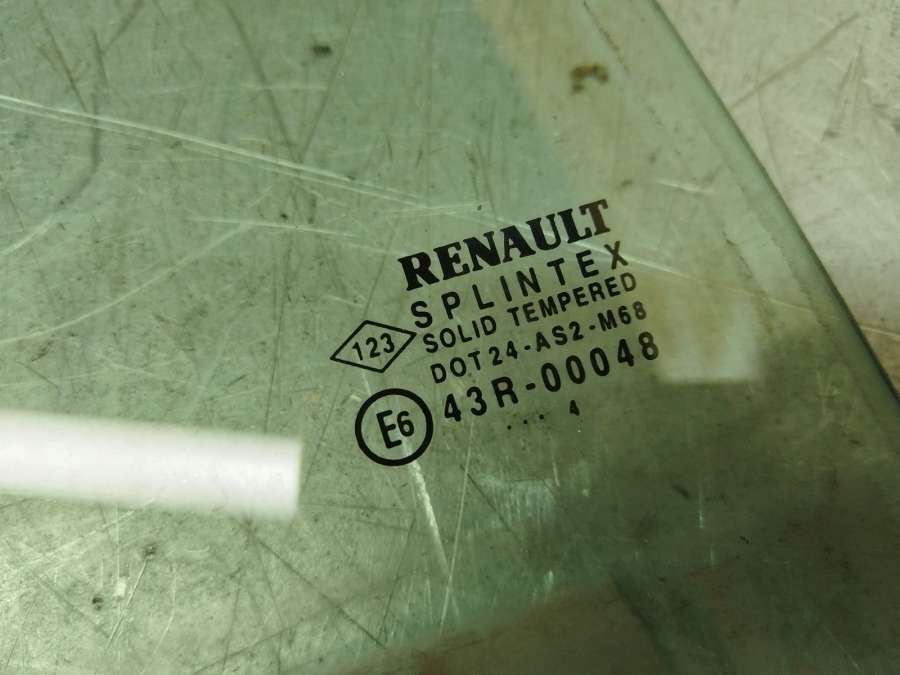 RENAULT
SPLINTEX
SOLID TEMPERED
123
DOT24-AS2-M68
E6 43R-00048
... 4